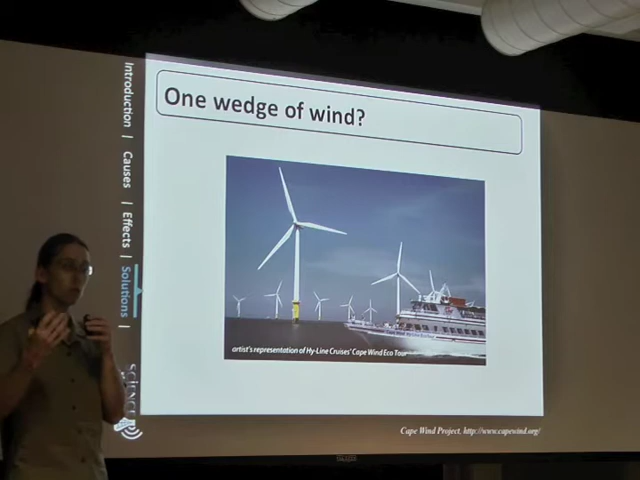 One wedge of wind?
Introduction |
Causes |
Effects |
Solutions |
SCIENCE
artist's representation of Hy-Line Cruises' Cape Wind Eco Tour
Cape Wind Project, http://www.capewind.org/